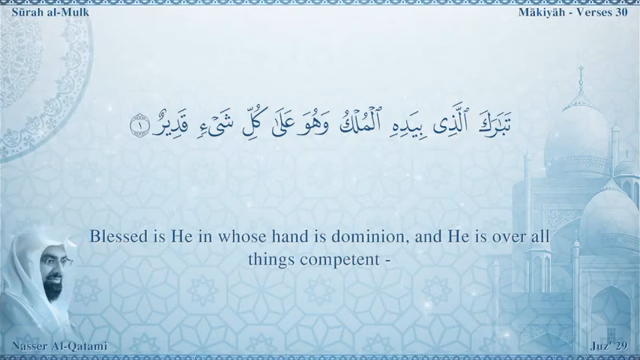 Sūrah al-Mulk
Mākiyāh - Verses 30
تَبَٰرَكَ ٱلَّذِى بِيَدِهِ ٱلْمُلْكُ وَهُوَ عَلَىٰ كُلِّ شَىْءٍ قَدِيرٌ ١
Blessed is He in whose hand is dominion, and He is over all
things competent -
Nasser Al-Qatami
Juz' 29